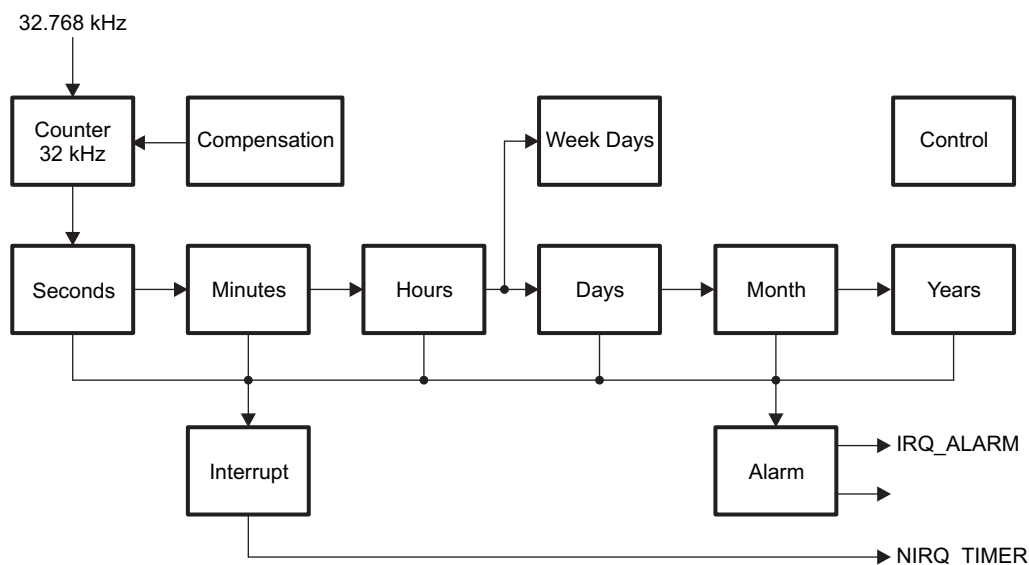 32.768 kHz
Counter
32 kHz
Compensation
Week Days
Control
Seconds
Minutes
Hours
Days
Month
Years
Interrupt
Alarm
IRQ_ALARM
NIRQ_TIMER